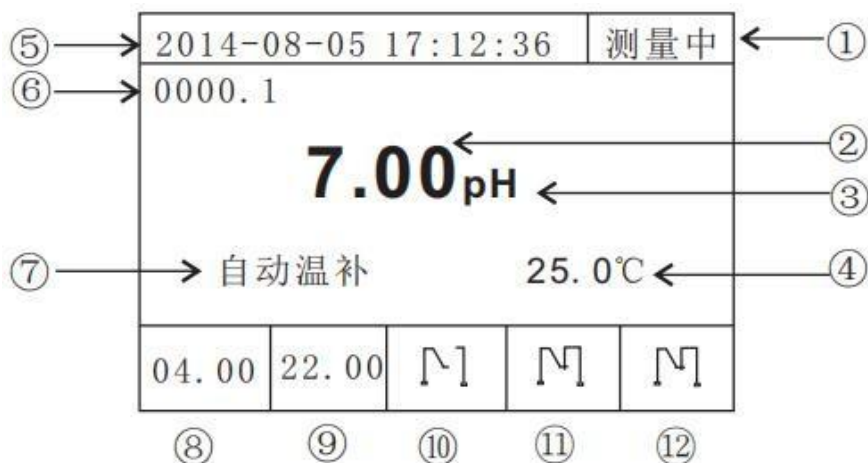 ⑤ 2014-08-05 17:12:36 测量中 ①
⑥ 0000.1
7.00pH ②
③
⑦ 自动温补 25.0℃ ④
04.00 22.00
⑧ ⑨ ⑩ ⑪ ⑫